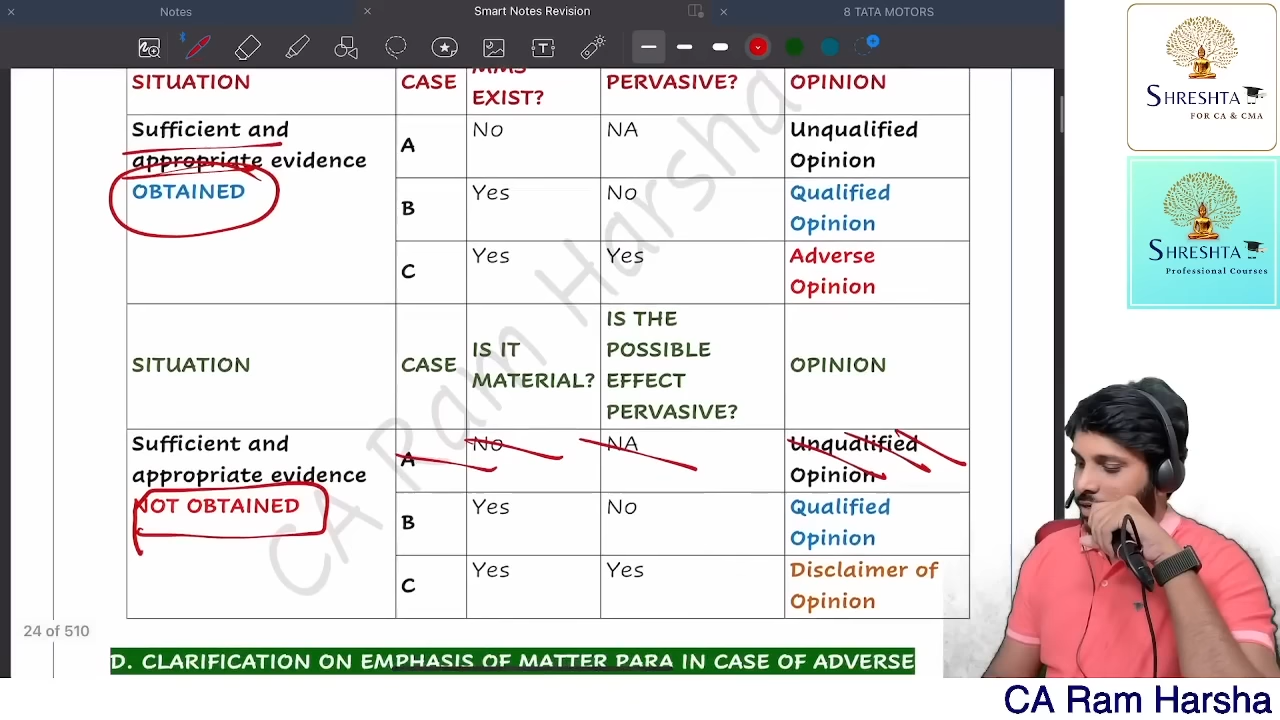 Notes
Smart Notes Revision
8 TATA MOTORS
SITUATION
CASE
MMS
EXIST?
PERVASIVE?
OPINION
Sufficient and
appropriate evidence
OBTAINED
A
No
NA
Unqualified
Opinion
B
Yes
No
Qualified
Opinion
C
Yes
Yes
Adverse
Opinion
SITUATION
CASE
IS IT
MATERIAL?
IS THE
POSSIBLE
EFFECT
PERVASIVE?
OPINION
Sufficient and
appropriate evidence
NOT OBTAINED
A
No
NA
Unqualified
Opinion
B
Yes
No
Qualified
Opinion
C
Yes
Yes
Disclaimer of
Opinion
CA Ram Harsha
24 of 510
D. CLARIFICATION ON EMPHASIS OF MATTER PARA IN CASE OF ADVERSE
SHRESHTA
FOR CA & CMA
SHRESHTA
Professional Courses
CA Ram Harsha